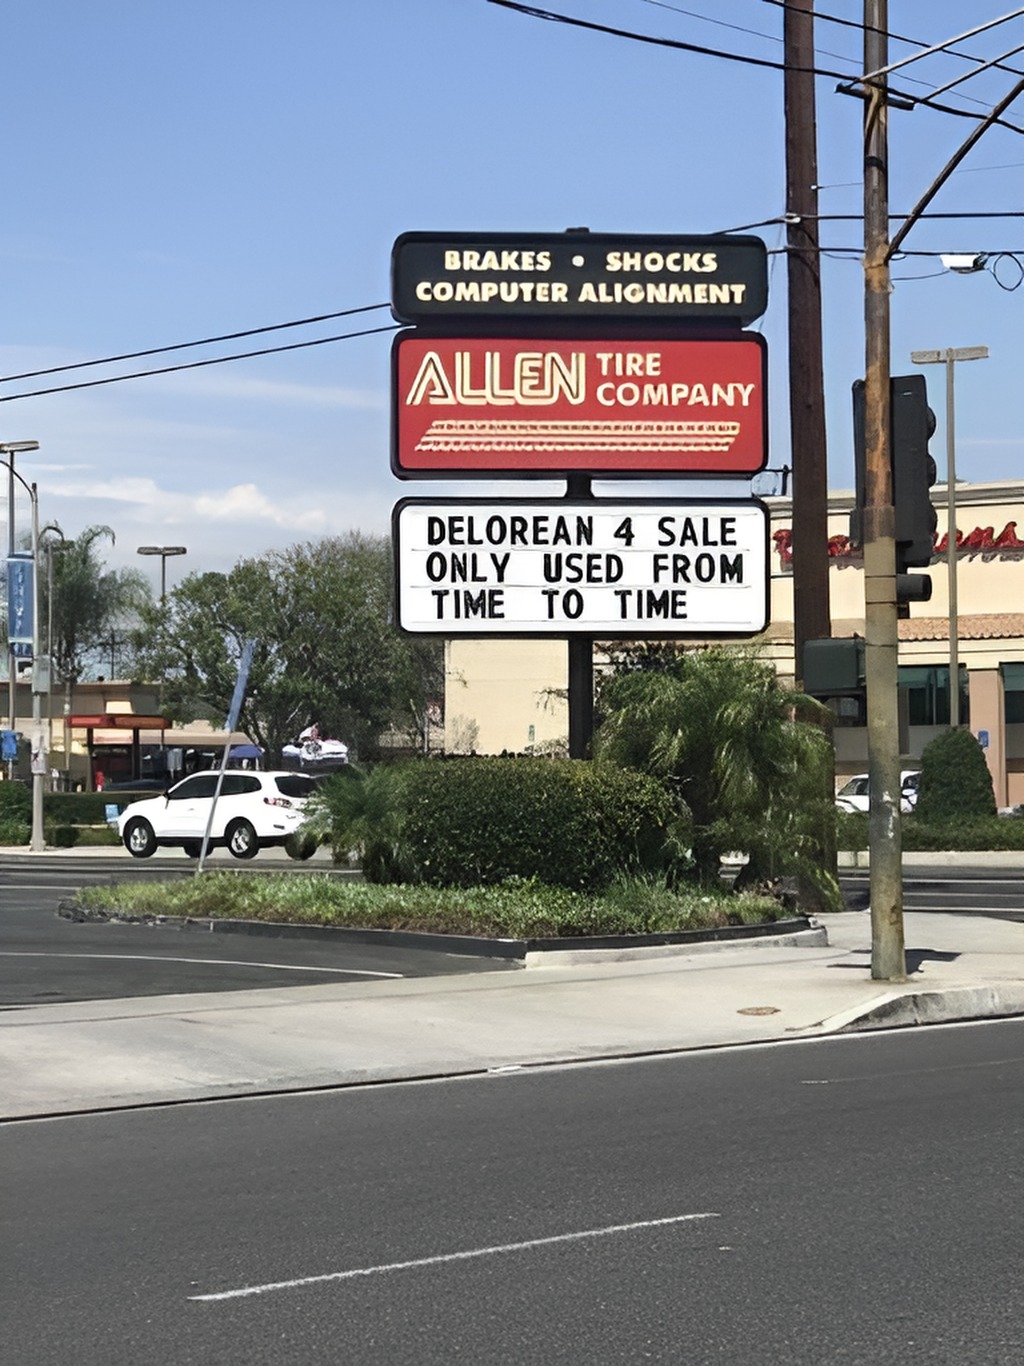 BRAKES • SHOCKS
COMPUTER ALIGNMENT
ALLEN TIRE
COMPANY
DELOREAN 4 SALE
ONLY USED FROM
TIME TO TIME